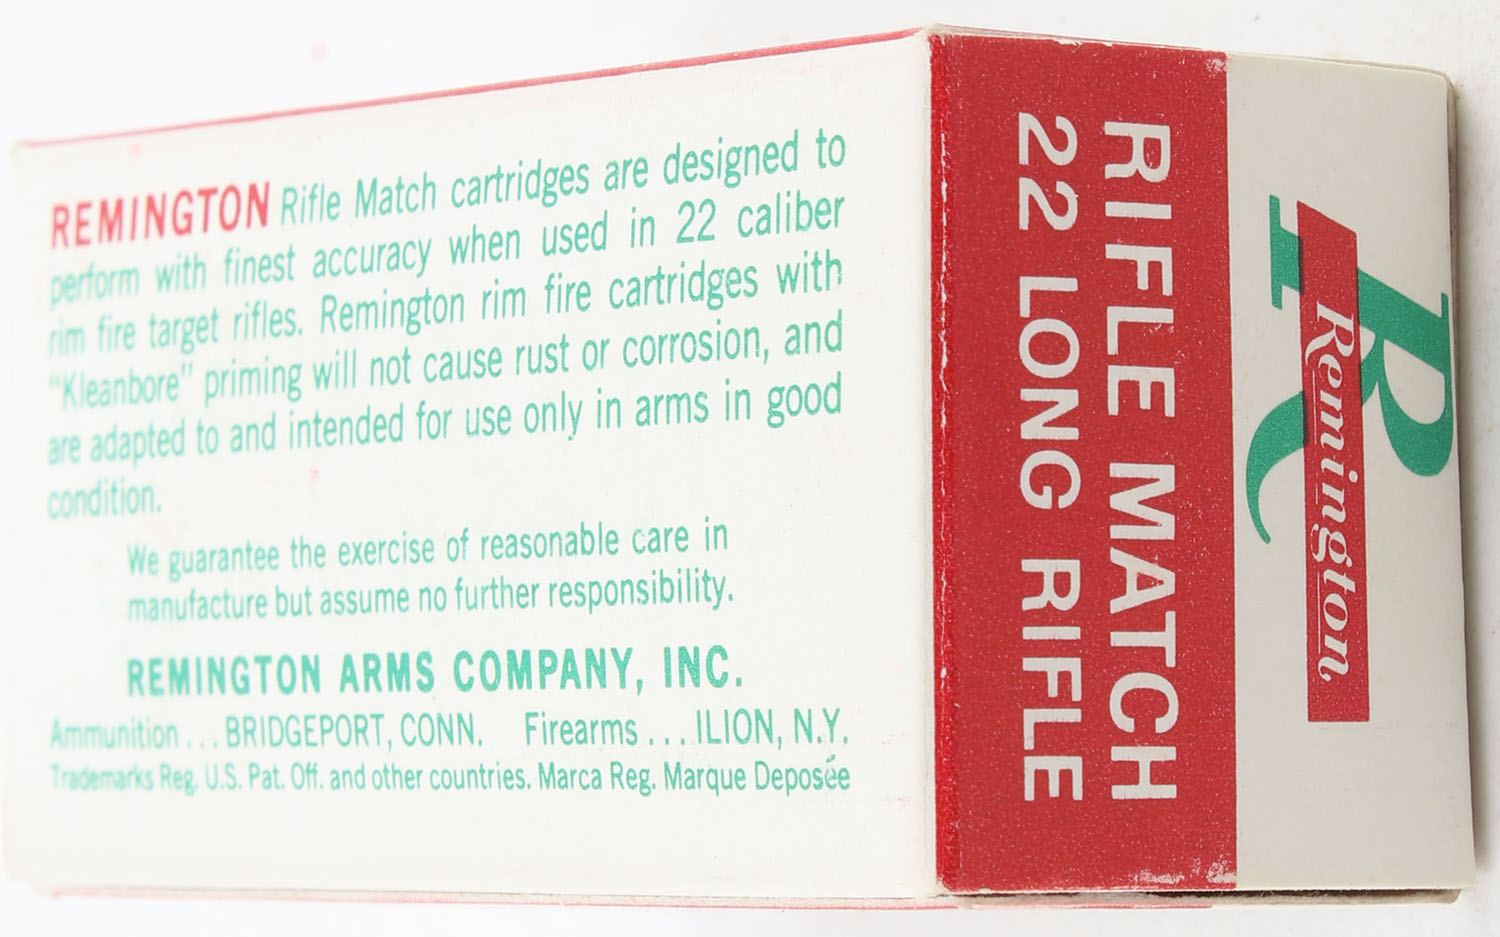 REMINGTON Rifle Match cartridges are designed to
perform with finest accuracy when used in 22 caliber
rim fire target rifles. Remington rim fire cartridges with
"Kleanbore" priming will not cause rust or corrosion, and
are adapted to and intended for use only in arms in good
condition.
We guarantee the exercise of reasonable care in
manufacture but assume no further responsibility.
REMINGTON ARMS COMPANY, INC.
Ammunition ... BRIDGEPORT, CONN. Firearms ... ILION, N.Y.
Trademarks Reg. U.S. Pat. Off. and other countries. Marca Reg. Marque Deposée
R
Remington
RIFLE MATCH
22 LONG RIFLE